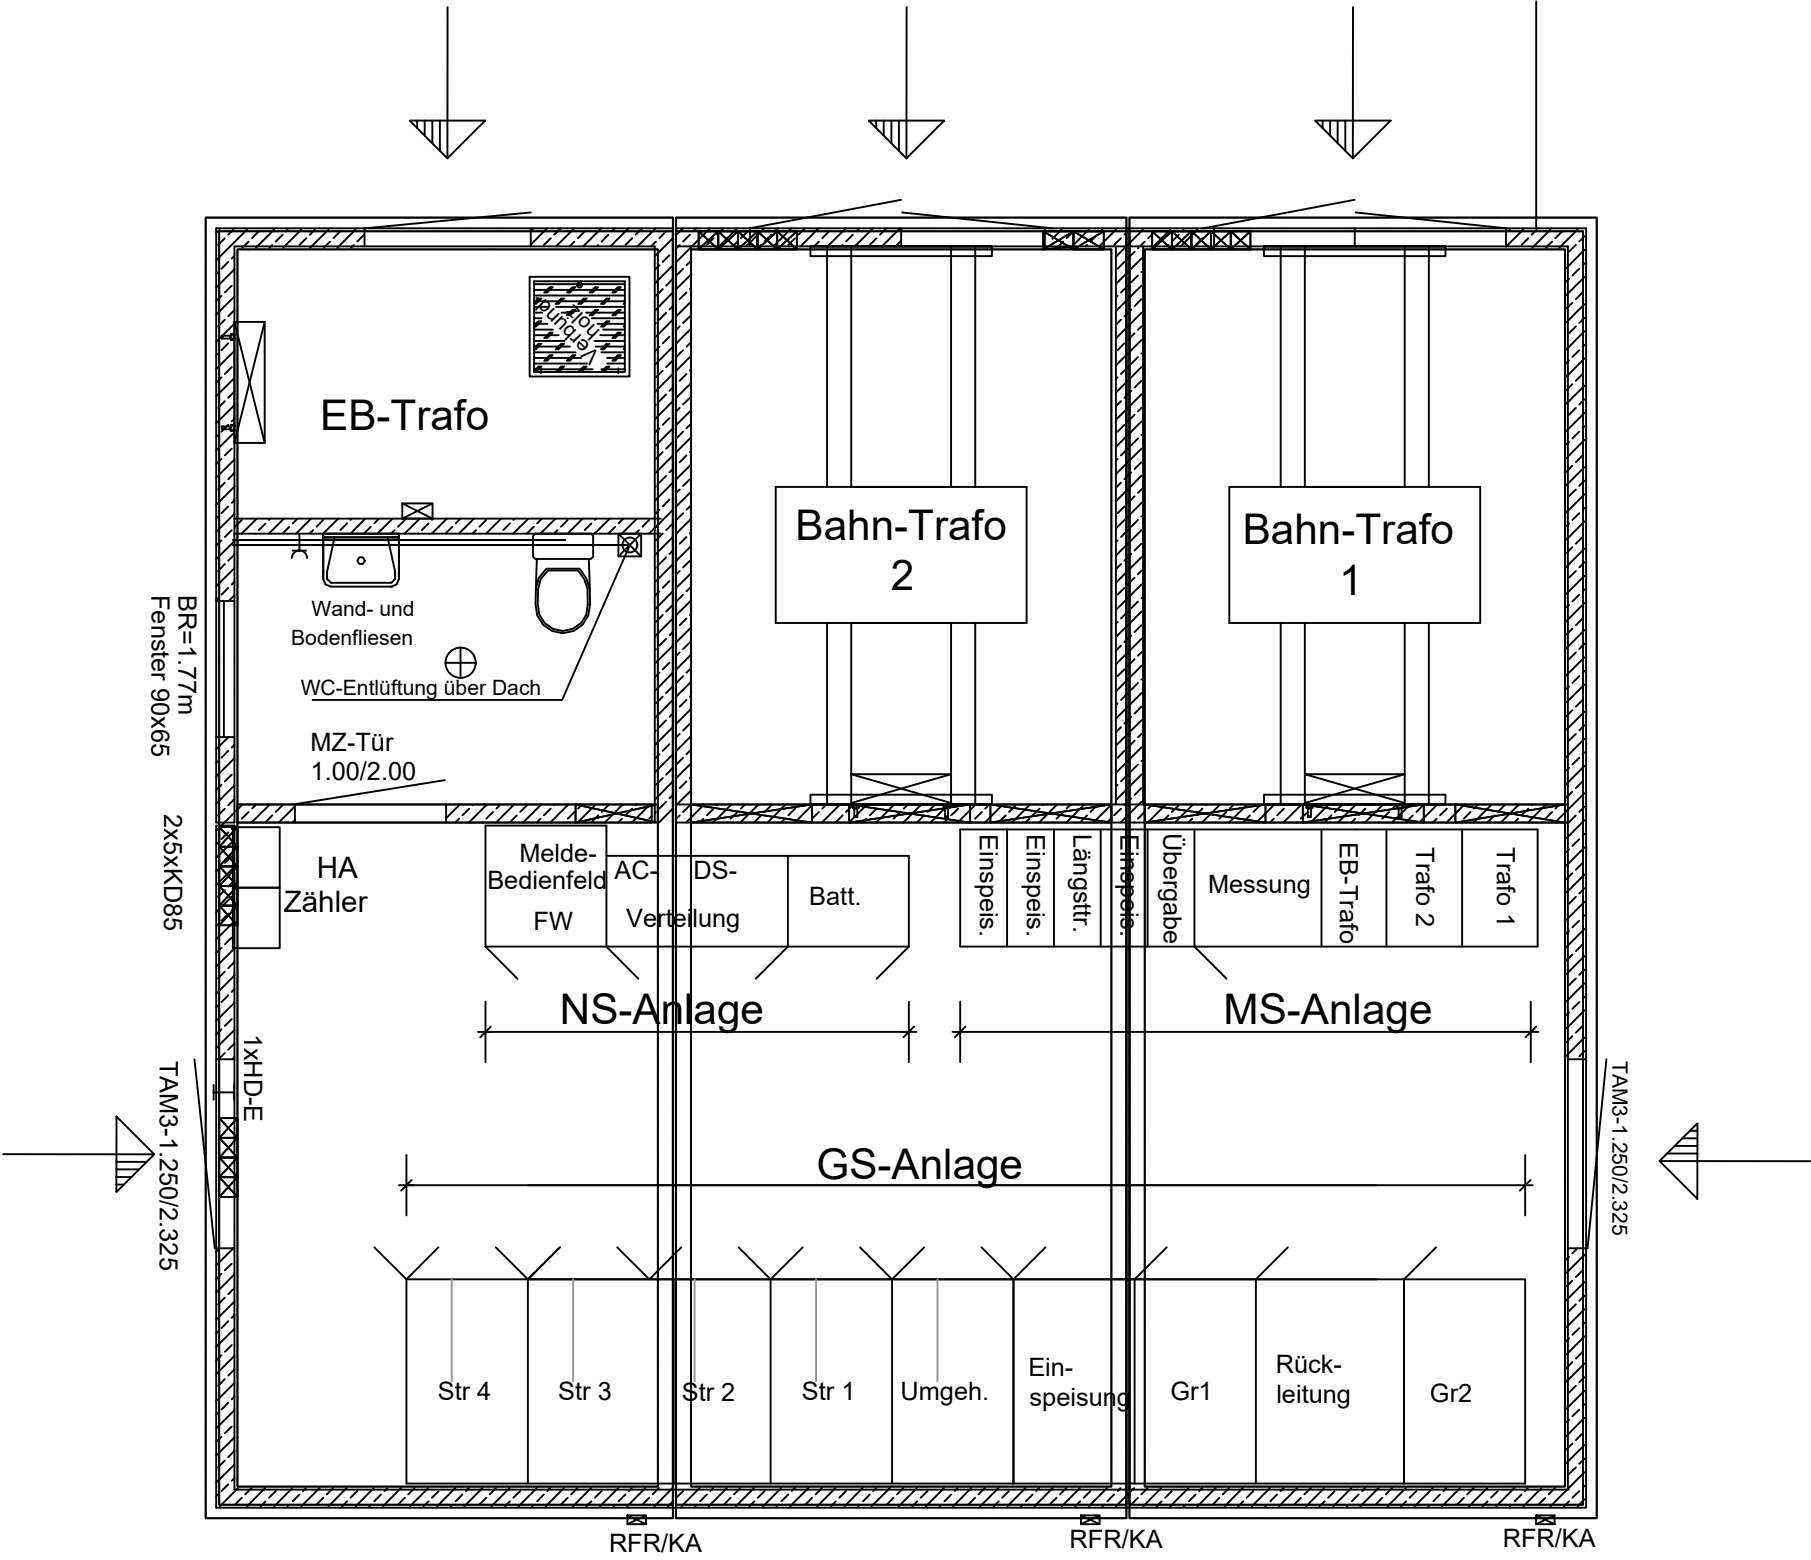 Verbund
holz
EB-Trafo
Bahn-Trafo
2
Bahn-Trafo
1
Wand- und
Bodenfliesen
WC-Entlüftung über Dach
MZ-Tür
1.00/2.00
BR=1.77m
Fenster 90x65
2x5xKD85
HA
Zähler
Melde-
Bedienfeld
FW
AC-
DS-
Verteilung
Batt.
Einspeis.
Einspeis.
Längsttr.
Einspeis.
Übergabe
Messung
EB-Trafo
Trafo 2
Trafo 1
NS-Anlage
MS-Anlage
1xHD-E
TAM3-1.250/2.325
TAM3-1.250/2.325
GS-Anlage
Str 4
Str 3
Str 2
Str 1
Umgeh.
Ein-
speisung
Gr1
Rück-
leitung
Gr2
RFR/KA
RFR/KA
RFR/KA